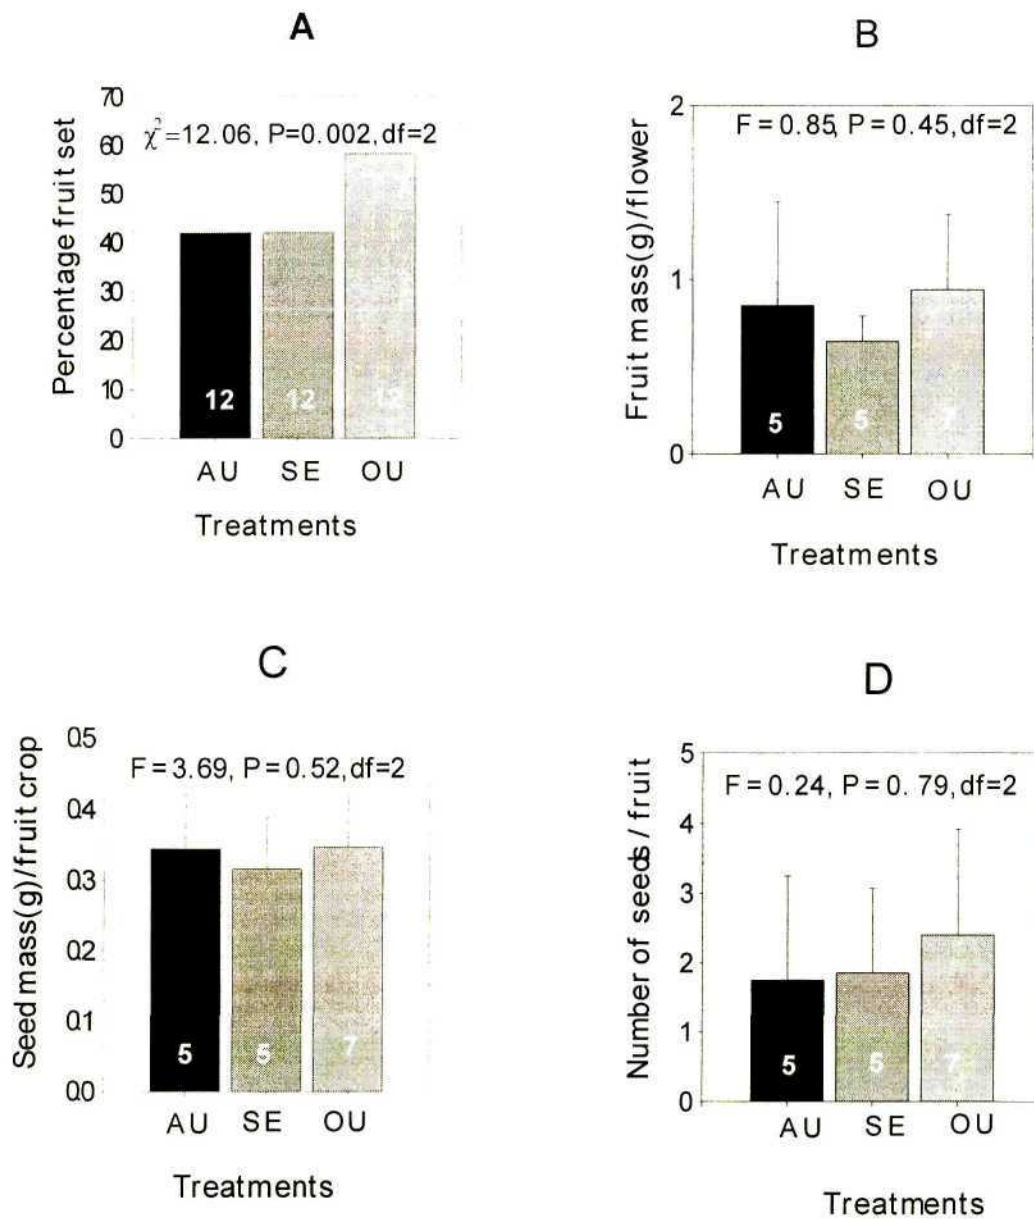 A
70
χ²=12.06, P=0.002, df=2
60
50
40
30
20
10
0
Percentage fruit set
12
12
12
AU SE OU
Treatments
B
2
F = 0.85, P = 0.45, df=2
1
0
Fruit mass(g)/flower
5
5
7
AU SE OU
Treatments
C
0.5
F = 3.69, P = 0.52, df=2
0.4
0.3
0.2
0.1
0.0
Seed mass(g)/fruit crop
5
5
7
AU SE OU
Treatments
D
5
F = 0.24, P = 0.79, df=2
4
3
2
1
0
Number of seeds / fruit
5
5
7
AU SE OU
Treatments